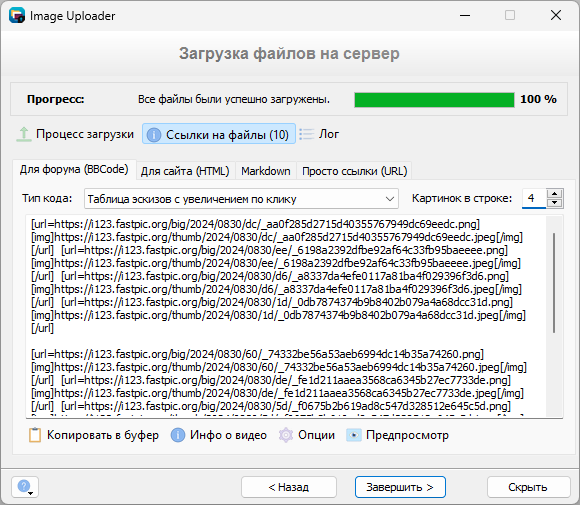 Image Uploader
Загрузка файлов на сервер
Прогресс: Все файлы были успешно загружены. 100 %
Процесс загрузки Ссылки на файлы (10) Лог
Для форума (BBCode) Для сайта (HTML) Markdown Просто ссылки (URL)
Тип кода: Таблица эскизов с увеличением по клику Картинок в строке: 4
[url=https://i123.fastpic.org/big/2024/0830/dc/_aa0f285d2715d40355767949dc69eedc.png]
[img]https://i123.fastpic.org/thumb/2024/0830/dc/_aa0f285d2715d40355767949dc69eedc.jpeg[/img]
[/url] [url=https://i123.fastpic.org/big/2024/0830/ee/_6198a2392dfbe92af64c33fb95baeeee.png]
[img]https://i123.fastpic.org/thumb/2024/0830/ee/_6198a2392dfbe92af64c33fb95baeeee.jpeg[/img]
[/url] [url=https://i123.fastpic.org/big/2024/0830/d6/_a8337da4efe0117a81ba4f029396f3d6.png]
[img]https://i123.fastpic.org/thumb/2024/0830/d6/_a8337da4efe0117a81ba4f029396f3d6.jpeg[/img]
[/url] [url=https://i123.fastpic.org/big/2024/0830/1d/_0db7874374b9b8402b079a4a68dcc31d.png]
[img]https://i123.fastpic.org/thumb/2024/0830/1d/_0db7874374b9b8402b079a4a68dcc31d.jpeg[/img]
[/url]
[url=https://i123.fastpic.org/big/2024/0830/60/_74332be56a53aeb6994dc14b35a74260.png]
[img]https://i123.fastpic.org/thumb/2024/0830/60/_74332be56a53aeb6994dc14b35a74260.jpeg[/img]
[/url] [url=https://i123.fastpic.org/big/2024/0830/de/_fe1d211aaea3568ca6345b27ec7733de.png]
[img]https://i123.fastpic.org/thumb/2024/0830/de/_fe1d211aaea3568ca6345b27ec7733de.jpeg[/img]
[/url] [url=https://i123.fastpic.org/big/2024/0830/5d/_f0675b2b619ad8c547d328512e645c5d.png]
Копировать в буфер Инфо о видео Опции Предпросмотр
< Назад Завершить > Скрыть